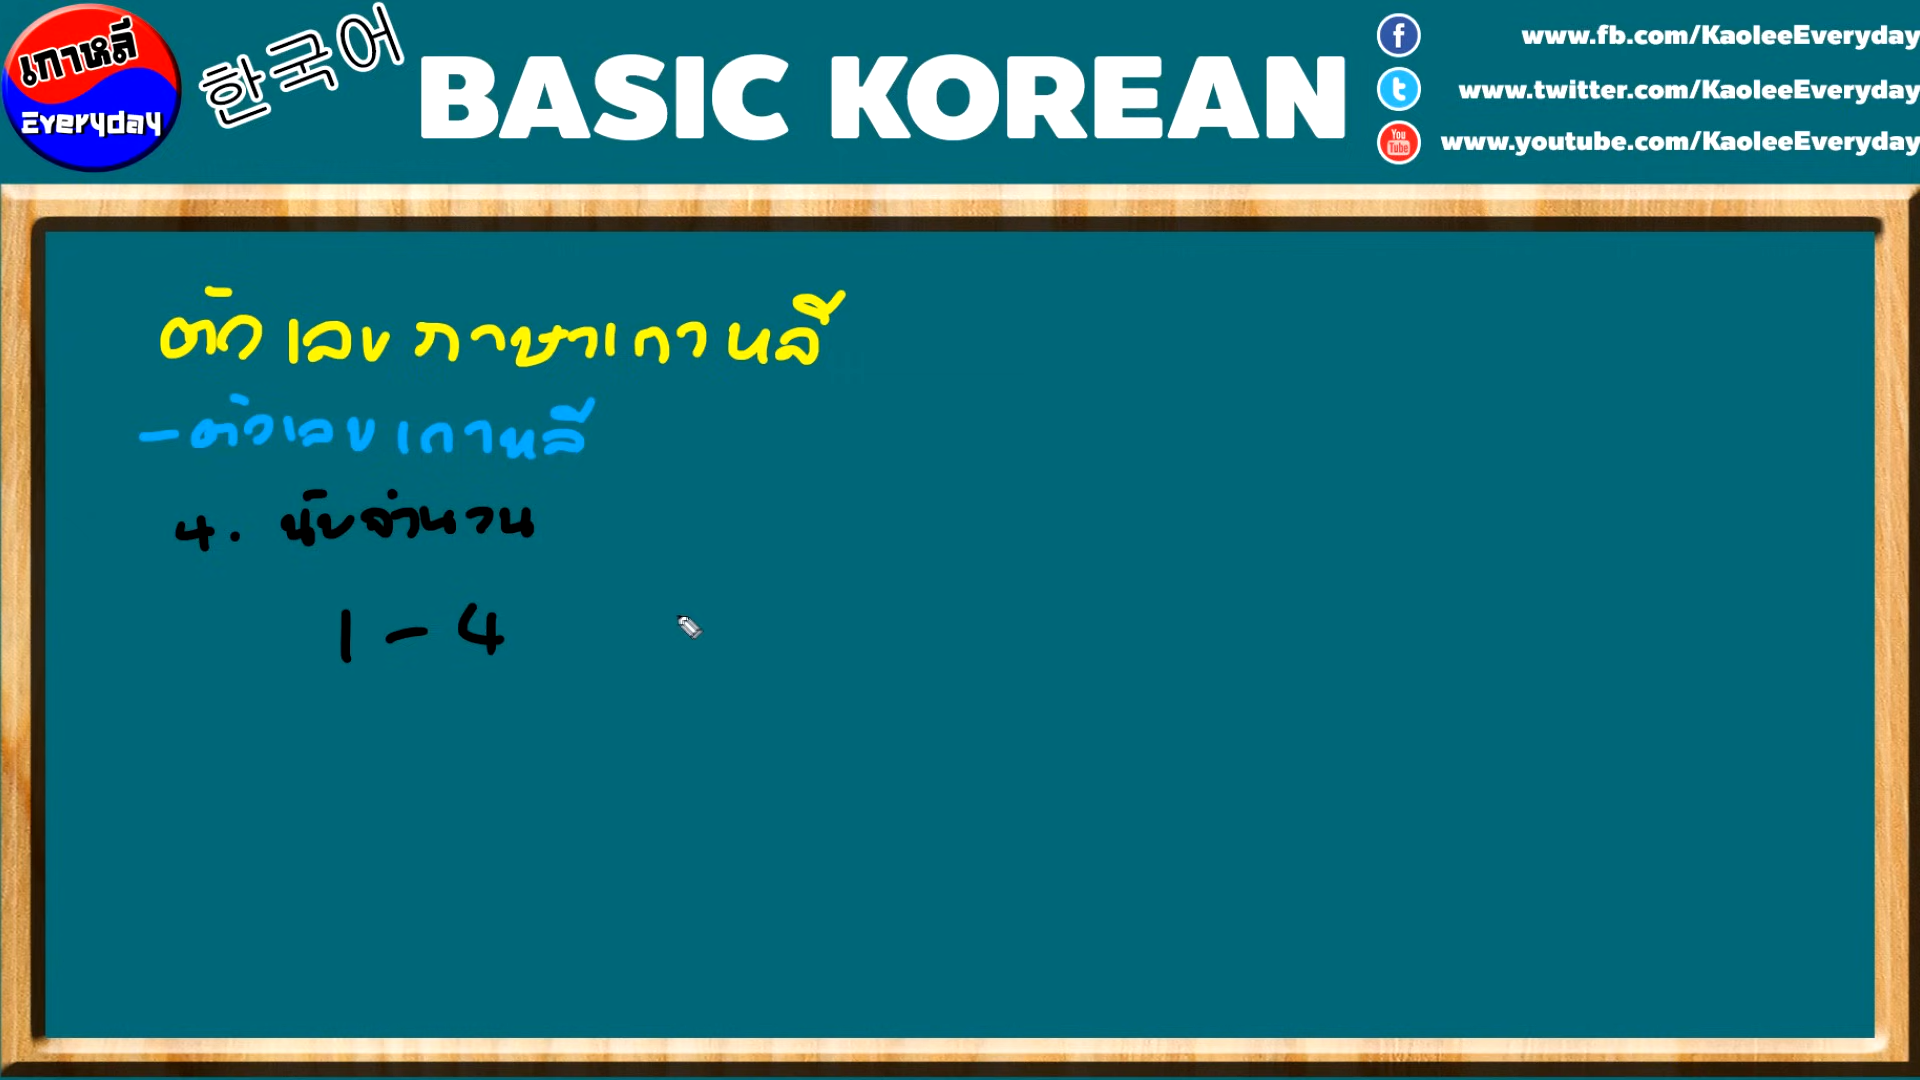 เกาหลี
Everyday
한국어
BASIC KOREAN
www.fb.com/KaoleeEveryday
www.twitter.com/KaoleeEveryday
You
Tube
www.youtube.com/KaoleeEveryday
ตัวเลขภาษาเกาหลี
- ตัวเลขเกาหลี
4. นับจำนวน
1 - 4